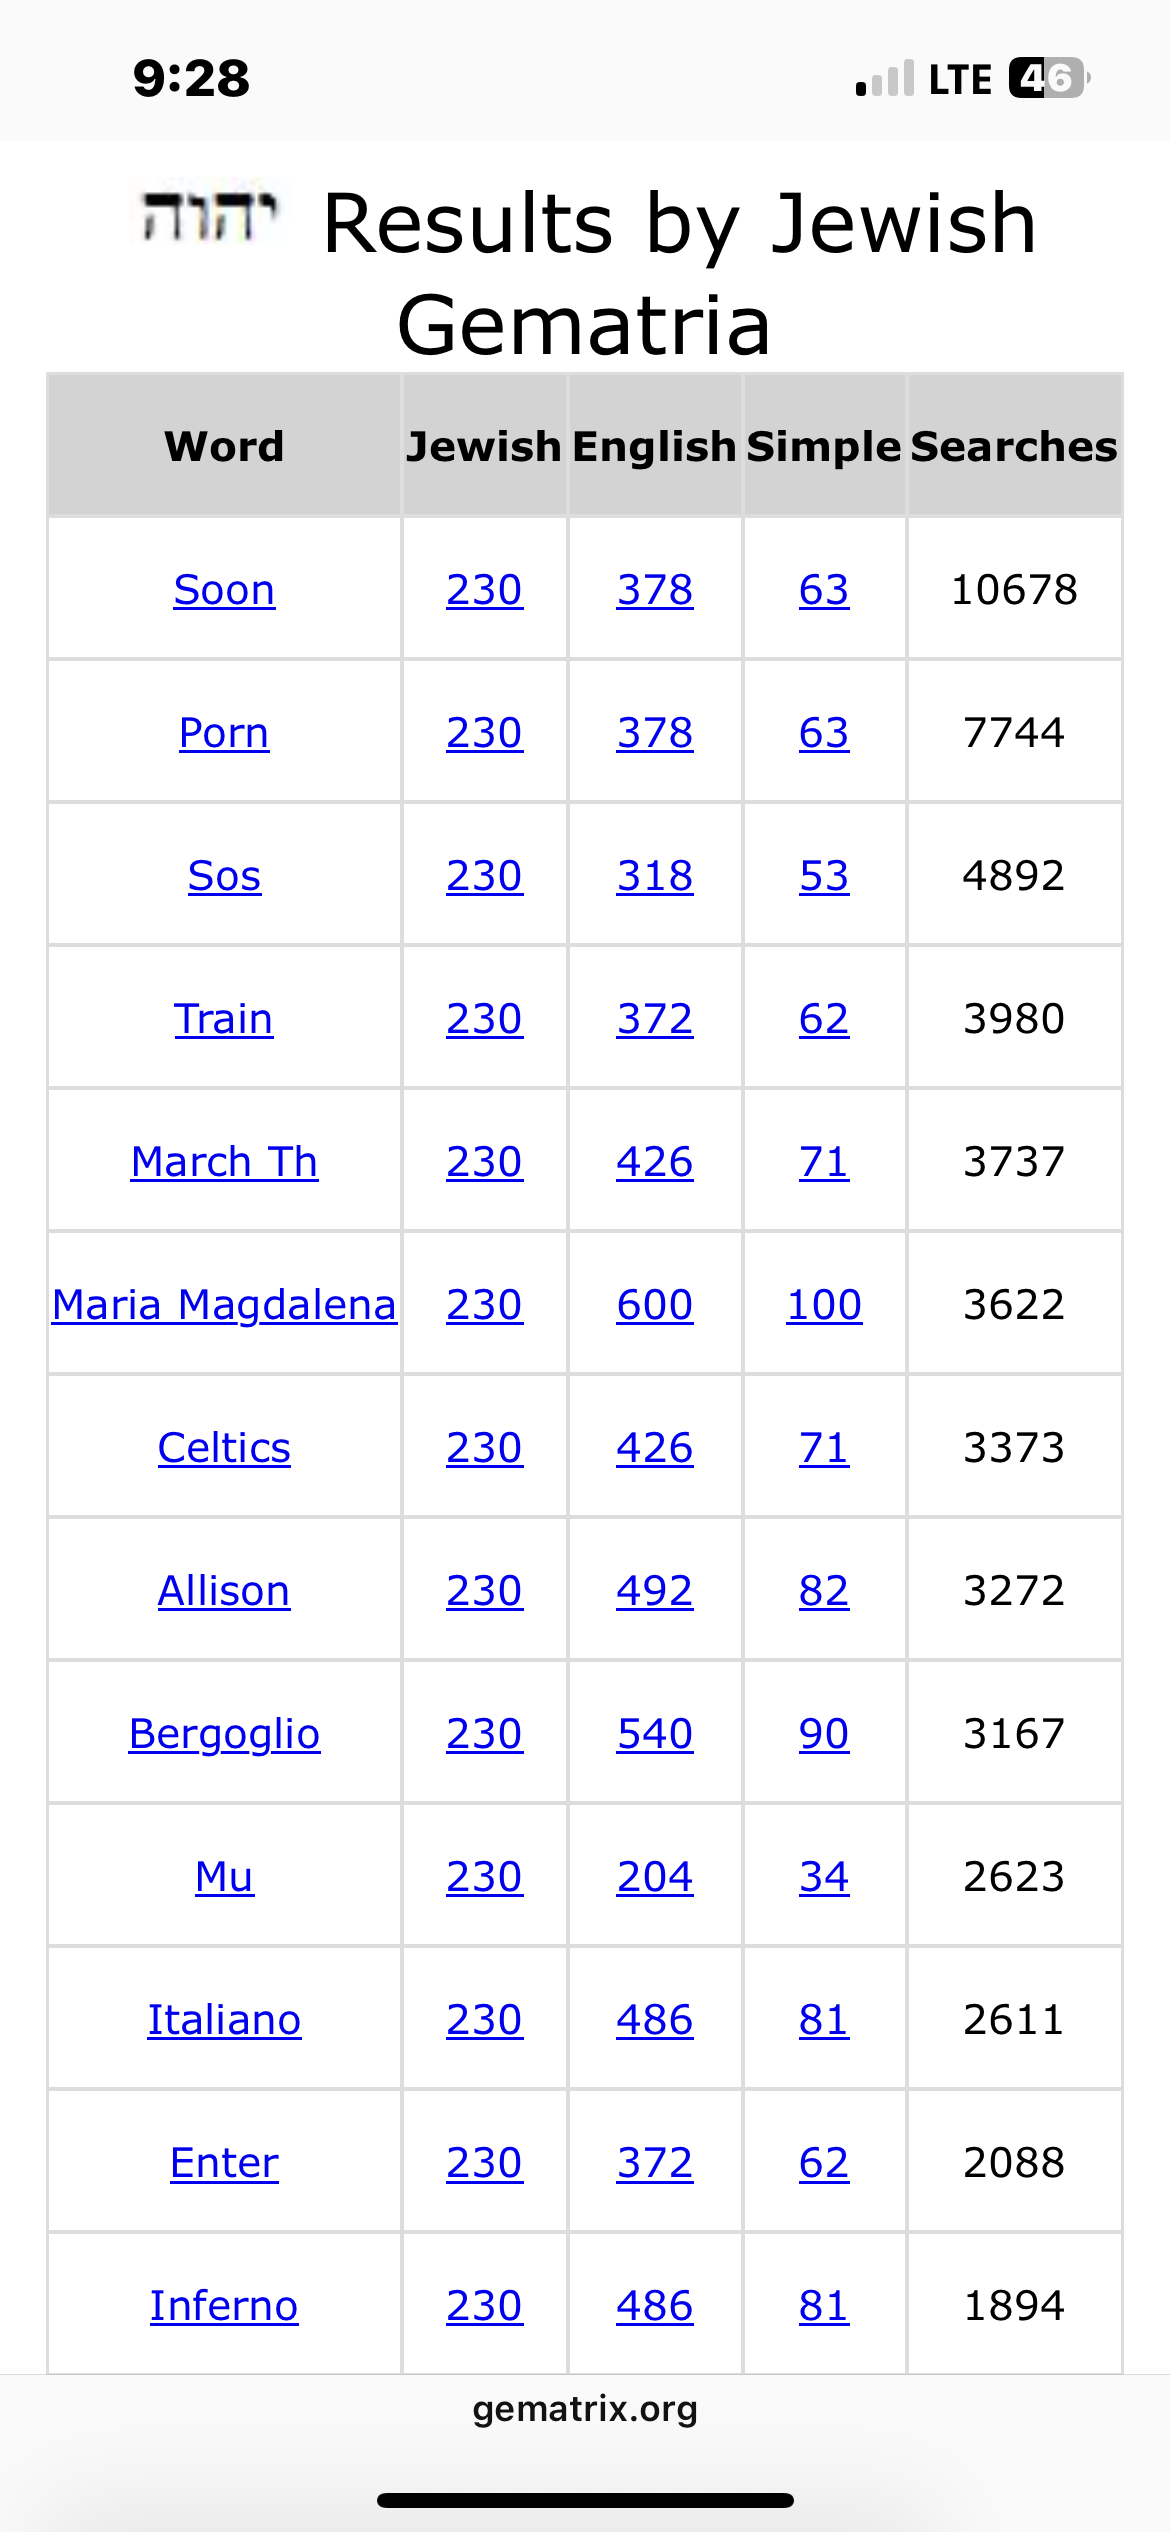 9:28 LTE 46
יהוה Results by Jewish
Gematria
Word Jewish English Simple Searches
Soon 230 378 63 10678
Porn 230 378 63 7744
Sos 230 318 53 4892
Train 230 372 62 3980
March Th 230 426 71 3737
Maria Magdalena 230 600 100 3622
Celtics 230 426 71 3373
Allison 230 492 82 3272
Bergoglio 230 540 90 3167
Mu 230 204 34 2623
Italiano 230 486 81 2611
Enter 230 372 62 2088
Inferno 230 486 81 1894
gematrix.org